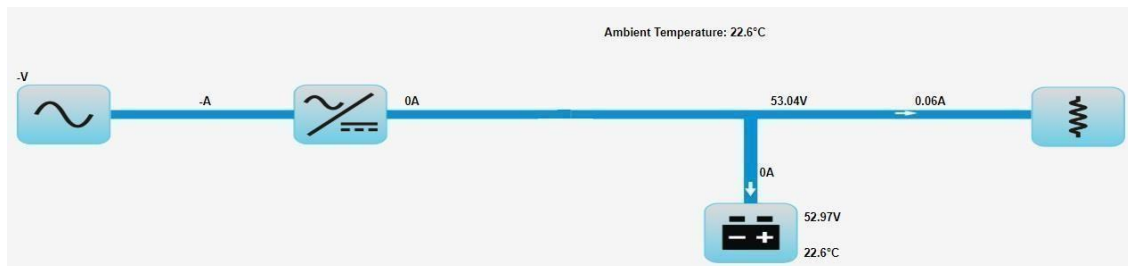 Ambient Temperature: 22.6°C
-V
-A
0A
53.04V
0.06A
0A
52.97V
22.6°C